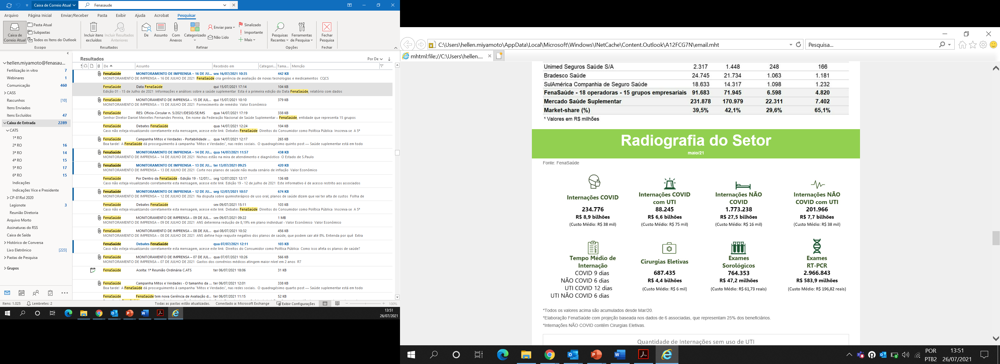 Caixa de Correio Atual
Fenasaude
Arquivo Página Inicial Enviar/Receber Pasta Exibir Ajuda Acrobat Pesquisar
Caixa de Correio Atual
Pasta Atual
Subpastas
Todos os Itens do Outlook
Escopo
Incluir itens excluídos
Incluir Resultados Anteriores
Resultados
De
Assunto
Com Anexos
Categorizado
Enviar para
Não Lido
Sinalizado
Importante
Mais
Refinar
Pesquisas Recentes
Ferramentas de Pesquisa
Opções
Fechar Pesquisa
Fechar
hellen.miyamoto@fenasau...
Fertilização in vitro 7
Webinares 1
Comunicação 460
CASS
Rascunhos [10]
Itens Enviados
Itens Excluídos 47
Caixa de Entrada 2289
CATS
1ª RO
2ª RO 16
3ª RO 14
4ª RO 15
5ª RO 17
6ª RO 15
Indicações
Indicações Vice e Presidente
CP-81Rol 2020
Legisnote 3
Reunião Diretoria
Arquivo Morto
Assinaturas do RSS
Caixa de Saída
Histórico de Conversa
Lixo Eletrônico [223]
Pastas de Pesquisa
Grupos
Resultados Por De
De Assunto Recebido em Categori... Tama... Menção
FenaSaúde MONITORAMENTO DE IMPRENSA – 16 DE JU... sex 16/07/2021 10:35 442 KB
MONITORAMENTO DE IMPRENSA – 16 DE JULHO DE 2021 FenaSaúde cria gerência de avaliação de novas tecnologias e medicamentos CQCS
FenaSaúde Data FenaSaúde qui 15/07/2021 17:14 104 KB
Edição 01 - 15 de Julho de 2021 Informações e análises sobre a saúde suplementar Esta é a primeira edição do Data FenaSaúde, relatório com dados
FenaSaúde MONITORAMENTO DE IMPRENSA – 15 DE JUL... qui 15/07/2021 10:10 379 KB
MONITORAMENTO DE IMPRENSA – 15 DE JULHO DE 2021 Fornecimento de remédio Valor Econômico
FenaSaúde RES: Oficio-Circular n. 5/2021/DESID/SE/MS qua 14/07/2021 17:19 338 KB
Senhor Diretor Daniel Meirelles Fernandes Pereira, Em nome da Federação Nacional de Saúde Suplementar – FenaSaúde, entidade que representa 15 grupos
FenaSaúde Debates FenaSaúde qua 14/07/2021 12:24 104 KB
Caso não esteja visualizando corretamente esta mensagem, acesse este link Debates FenaSaúde Direitos do Consumidor como Política Pública Inscreva-se A 5ª
FenaSaúde Campanha Mitos e Verdades - Portabilidade ... qua 14/07/2021 12:17 265 KB
Boa tarde! A FenaSaúde dá prosseguimento à campanha "Mitos e Verdades", nas redes sociais. O quadragésimo quinto post — Saúde suplementar está em todo
FenaSaúde MONITORAMENTO DE IMPRENSA – 14 DE JU... qua 14/07/2021 11:57 438 KB
MONITORAMENTO DE IMPRENSA – 14 DE JULHO DE 2021 Nichos estão na mira de atendimento e diagnóstico O Estado de S.Paulo
FenaSaúde MONITORAMENTO DE IMPRENSA – 13 DE JU... ter 13/07/2021 09:25 420 KB
MONITORAMENTO DE IMPRENSA – 13 DE JULHO DE 2021 Corte nos planos de saúde não muda cenário de inflação Valor Econômico
FenaSaúde Por Dentro da FenaSaúde - Edição 19 - 12/07/... seg 12/07/2021 12:17 136 KB
Caso não esteja visualizando corretamente esta mensagem, acesse este link Edição 19 - 12 de julho de 2021 Este informativo é de acesso restrito aos associados
FenaSaúde MONITORAMENTO DE IMPRENSA – 12 DE JU... seg 12/07/2021 10:57 674 KB
MONITORAMENTO DE IMPRENSA – 12 DE JULHO DE 2021 Na disputa sobre quimioterápico de uso oral, planos de saúde dizem que vai ter alta de custos Folha de
FenaSaúde Debates FenaSaúde sex 09/07/2021 15:11 103 KB
Caso não esteja visualizando corretamente esta mensagem, acesse este link Debates FenaSaúde Direitos do Consumidor como Política Pública Inscreva-se A 5ª
FenaSaúde MONITORAMENTO DE IMPRENSA – 09 DE JUL... sex 09/07/2021 09:22 1 MB
MONITORAMENTO DE IMPRENSA – 09 DE JULHO DE 2021 ANS determina redução de 8,19% em plano individual - Valor Econômico Valor Econômico
FenaSaúde MONITORAMENTO DE IMPRENSA – 08 DE JUL... qui 08/07/2021 10:32 456 KB
MONITORAMENTO DE IMPRENSA – 08 DE JULHO DE 2021 ANS define hoje reajuste negativo dos planos de saúde, que podem cair até 8%. Entenda por quê Extra
FenaSaúde Debates FenaSaúde qua 07/07/2021 12:11 103 KB
Caso não esteja visualizando corretamente esta mensagem, acesse este link Direitos do Consumidor como Política Pública Como isso afeta os planos de saúde?
FenaSaúde MONITORAMENTO DE IMPRENSA – 07 DE JUL... qua 07/07/2021 10:26 566 KB
MONITORAMENTO DE IMPRENSA – 07 DE JULHO DE 2021 Gastos dos convênios médicos atingem maior nível em 2 anos R7
FenaSaúde Aceita: 1ª Reunião Ordinária C.ATS ter 06/07/2021 18:06 31 KB
FenaSaúde Campanha Mitos e Verdades - O tamanho da ... ter 06/07/2021 12:01 338 KB
Boa tarde! A FenaSaúde dá prosseguimento à campanha "Mitos e Verdades", nas redes sociais. O quadragésimo quarto post — Saúde suplementar está em todo
FenaSaúde FenaSaúde tem nova Gerência de Avaliação d... ter 06/07/2021 11:15 52 KB
Itens: 1.025 Lembretes: 2 Todas as pastas estão atualizadas. Conectado a: Microsoft Exchange Exibir Configurações 100%
13:51
26/07/2021
C:\Users\hellen.miyamoto\AppData\Local\Microsoft\Windows\INetCache\Content.Outlook\A12FCG7N\email.mht
Pesquisa...
mhtml:file://C:\Users\hellen....
Unimed Seguros Saúde S/A 2.317 1.448 248 166
Bradesco Saúde 24.745 21.734 1.063 1.181
SulAmérica Companhia de Seguro Saúde 18.633 14.317 1.098 1.232
FenaSaúde - 18 operadoras - 15 grupos empresariais 91.683 71.945 6.598 4.820
Mercado Saúde Suplementar 231.878 170.979 22.311 7.402
Market-share (%) 39,5% 42,1% 29,6% 65,1%
¹ Valores em R$ milhões
Radiografia do Setor
maio/21
Fonte: FenaSaúde
Internações COVID
234.776
R$ 8,9 bilhões
(Custo Médio: R$ 38 mil)
Internações COVID
com UTI
88.245
R$ 6,6 bilhões
(Custo Médio: R$ 75 mil)
Internações NÃO
COVID
1.773.238
R$ 27,5 bilhões
(Custo Médio: R$ 16 mil)
Internações NÃO
COVID com UTI
201.966
R$ 7,7 bilhões
(Custo Médio: R$ 38 mil)
Tempo Médio de
Internação
COVID 9 dias
NÃO COVID 6 dias
UTI COVID 12 dias
UTI NÃO COVID 6 dias
Cirurgias Eletivas
687.435
R$ 4,4 bilhões
(Custo Médio: R$ 6 mil)
Exames
Sorológicos
764.353
R$ 47,2 milhões
(Custo Médio: R$ 61,73 reais)
Exames
RT-PCR
2.966.843
R$ 583,9 milhões
(Custo Médio: R$ 196,82 reais)
*Todos os valores acima são acumulados desde Mar/20.
*Elaboração FenaSaúde com projeção baseada nos dados de 6 associadas, que representam 25% dos beneficiários.
*Internações NÃO COVID contém Cirurgias Eletivas.
Quantidade de Internações sem uso de UTI
POR
PTB2
13:51
26/07/2021